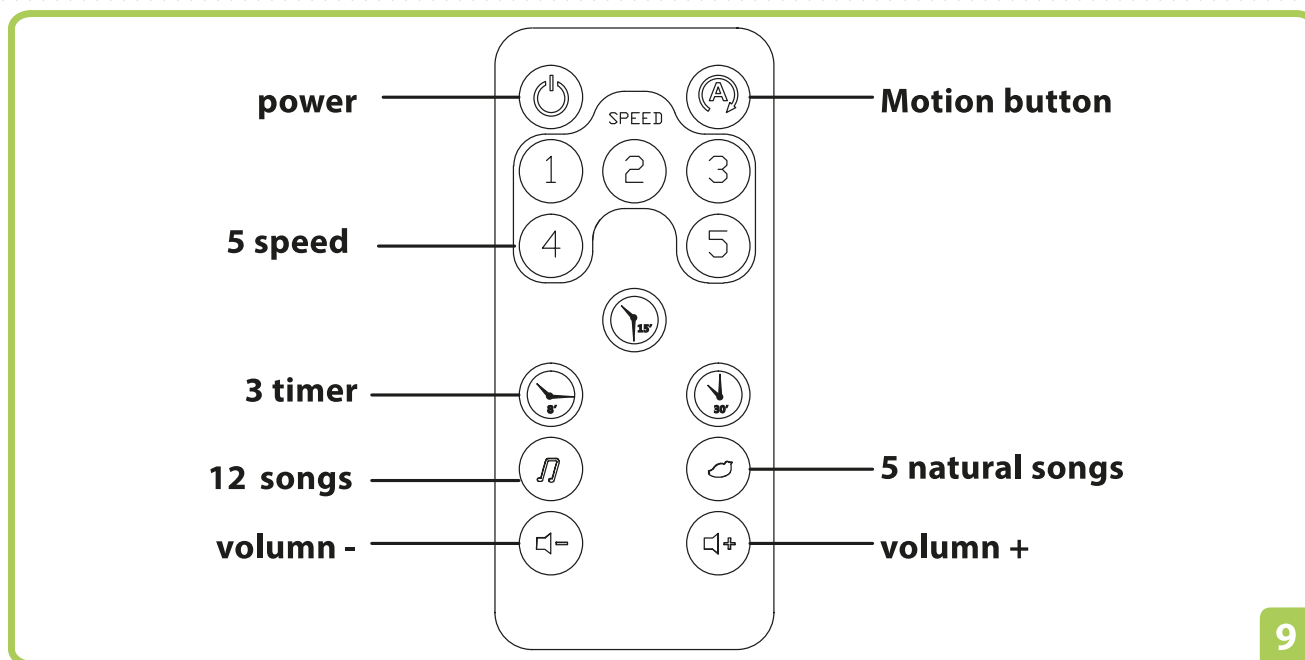 power
A
Motion button
SPEED
1 2 3
5 speed
4 5
15'
3 timer
8' 30'
12 songs
5 natural songs
volumn -
volumn +
9